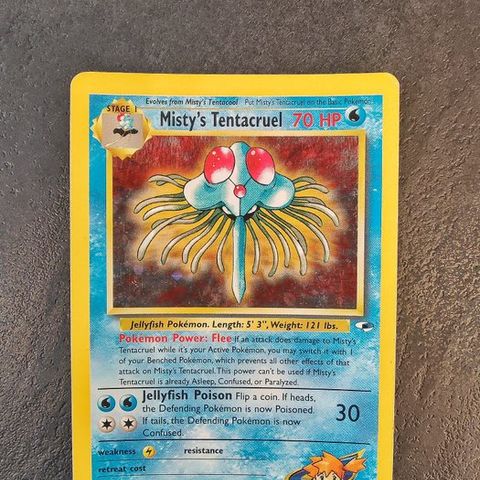 Evolves from Misty's Tentacool Put Misty's Tentacruel on the Basic Pokémon
STAGE 1
Misty's Tentacruel 70 HP
Jellyfish Pokémon. Length: 5' 3", Weight: 121 lbs.
Pokémon Power: Flee If an attack does damage to Misty's
Tentacruel while it's your Active Pokémon, you may switch it with 1
of your Benched Pokémon, which prevents all other effects of that
attack on Misty's Tentacruel. This power can't be used if Misty's
Tentacruel is already Asleep, Confused, or Paralyzed.
Jellyfish Poison Flip a coin. If heads,
the Defending Pokémon is now Poisoned.
If tails, the Defending Pokémon is now
Confused.
30
weakness resistance
retreat cost